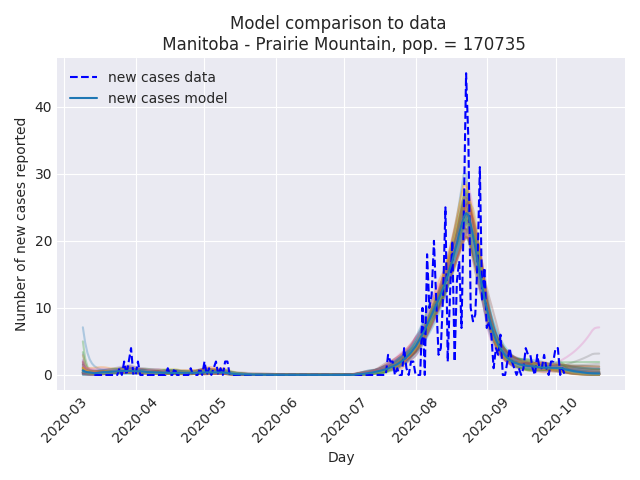 Model comparison to data
Manitoba - Prairie Mountain, pop. = 170735
new cases data
new cases model
Number of new cases reported
40
30
20
10
0
2020-03
2020-04
2020-05
2020-06
2020-07
2020-08
2020-09
2020-10
Day